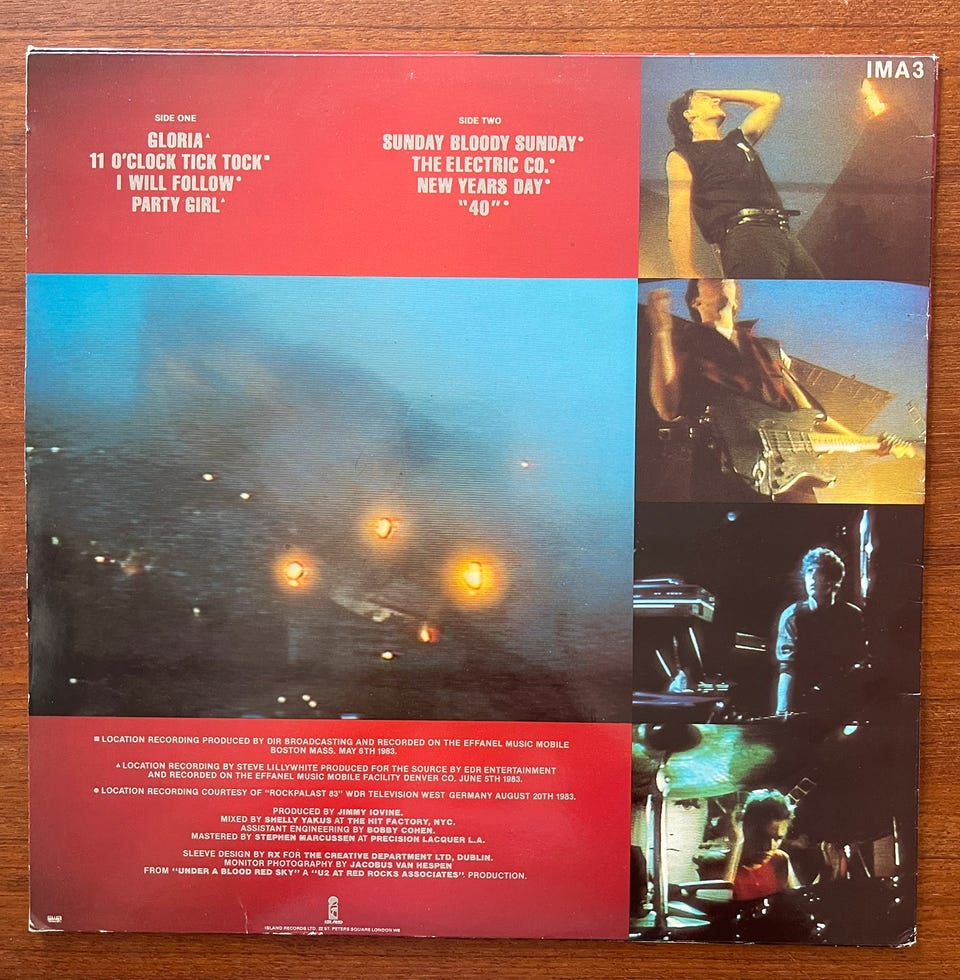 IMA3
SIDE ONE
GLORIA▲
11 O'CLOCK TICK TOCK■
I WILL FOLLOW●
PARTY GIRL▲
SIDE TWO
SUNDAY BLOODY SUNDAY●
THE ELECTRIC CO.●
NEW YEARS DAY●
"40"●
■ LOCATION RECORDING PRODUCED BY DIR BROADCASTING AND RECORDED ON THE EFFANEL MUSIC MOBILE
BOSTON MASS. MAY 6TH 1983.
▲ LOCATION RECORDING BY STEVE LILLYWHITE PRODUCED FOR THE SOURCE BY EDR ENTERTAINMENT
AND RECORDED ON THE EFFANEL MUSIC MOBILE FACILITY DENVER CO. JUNE 5TH 1983.
● LOCATION RECORDING COURTESY OF "ROCKPALAST 83" WDR TELEVISION WEST GERMANY AUGUST 20TH 1983.
PRODUCED BY JIMMY IOVINE.
MIXED BY SHELLY YAKUS AT THE HIT FACTORY, NYC.
ASSISTANT ENGINEERING BY BOBBY COHEN.
MASTERED BY STEPHEN MARCUSSEN AT PRECISION LACQUER L.A.
SLEEVE DESIGN BY RX FOR THE CREATIVE DEPARTMENT LTD, DUBLIN.
MONITOR PHOTOGRAPHY BY JACOBUS VAN HESPEN
FROM "UNDER A BLOOD RED SKY" A "U2 AT RED ROCKS ASSOCIATES". PRODUCTION.
ISLAND
ISLAND RECORDS LTD. 22 ST. PETERS SQUARE LONDON W6